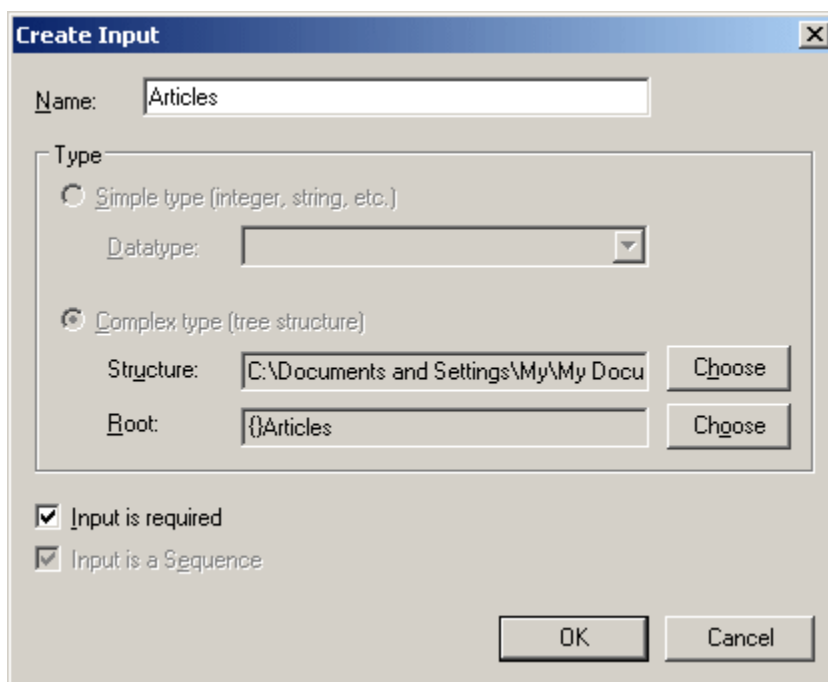 Create Input
Name: Articles
Type
Simple type (integer, string, etc.)
Datatype:
Complex type (tree structure)
Structure: C:\Documents and Settings\My\My Docu Choose
Root: {}Articles Choose
Input is required
Input is a Sequence
OK Cancel